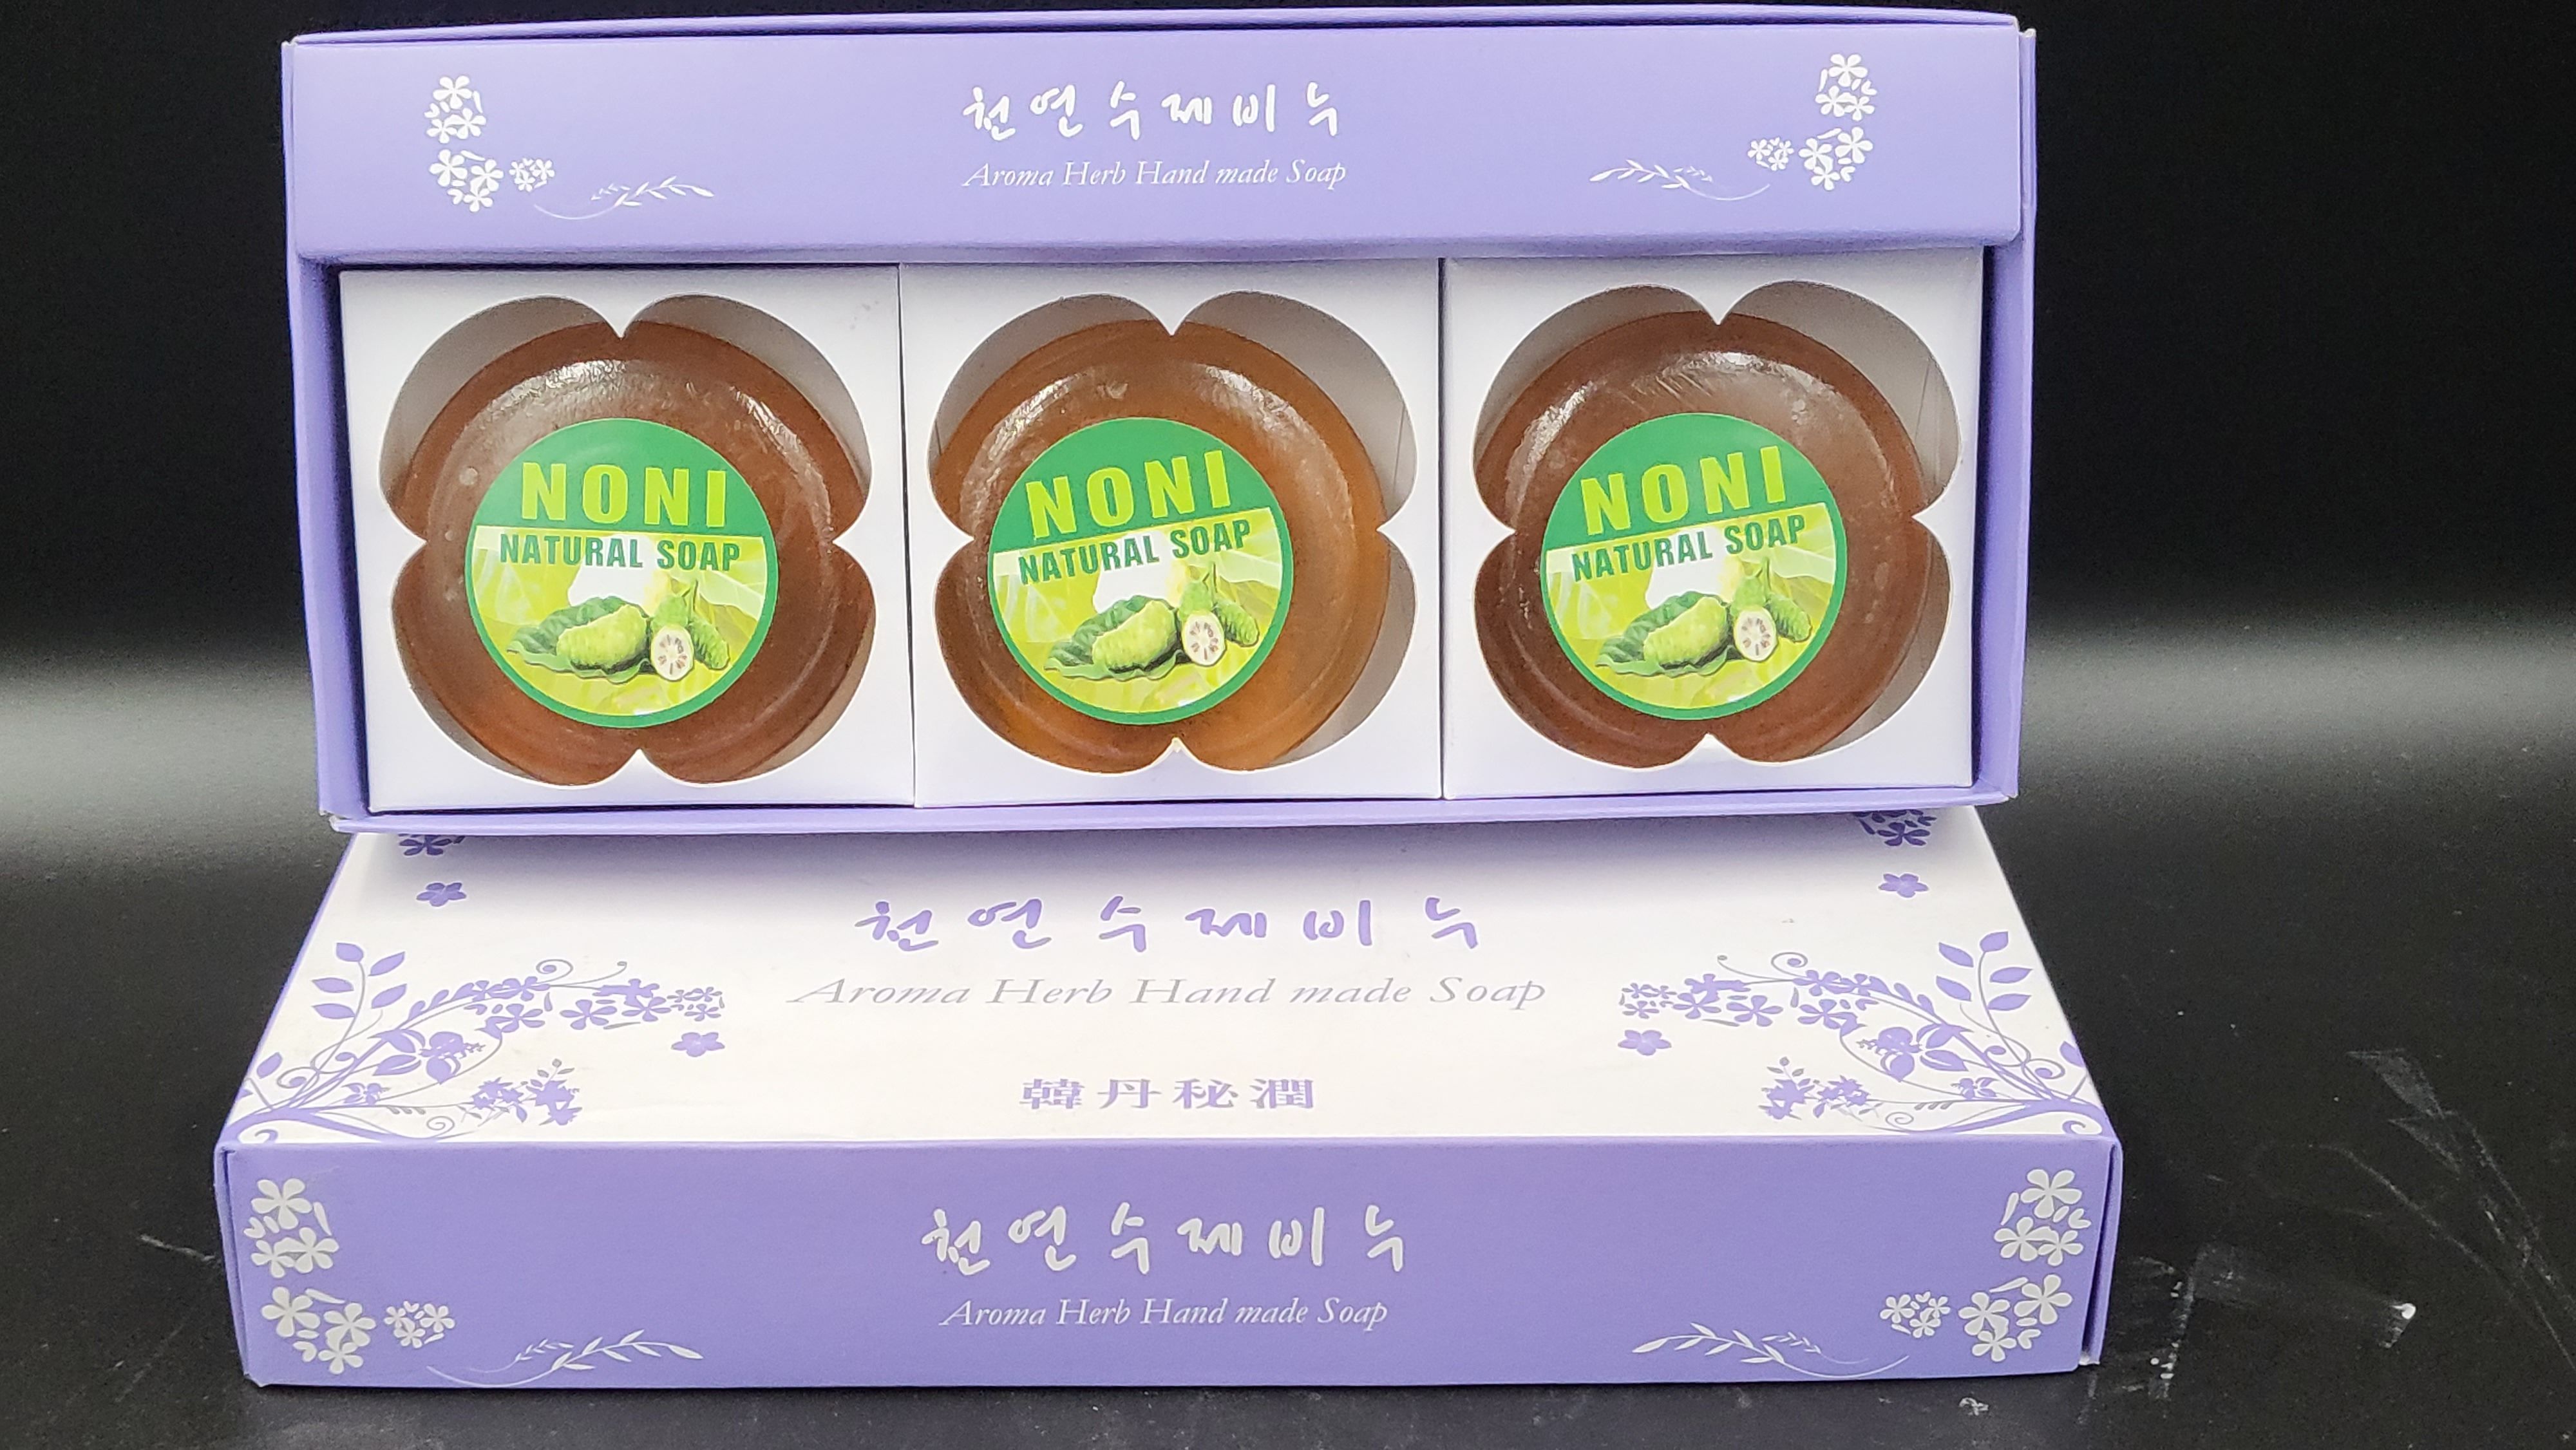 천연수제비누
Aroma Herb Hand made Soap
NONI
NATURAL SOAP
NONI
NATURAL SOAP
NONI
NATURAL SOAP
천연수제비누
Aroma Herb Hand made Soap
韓丹秘潤
천연수제비누
Aroma Herb Hand made Soap